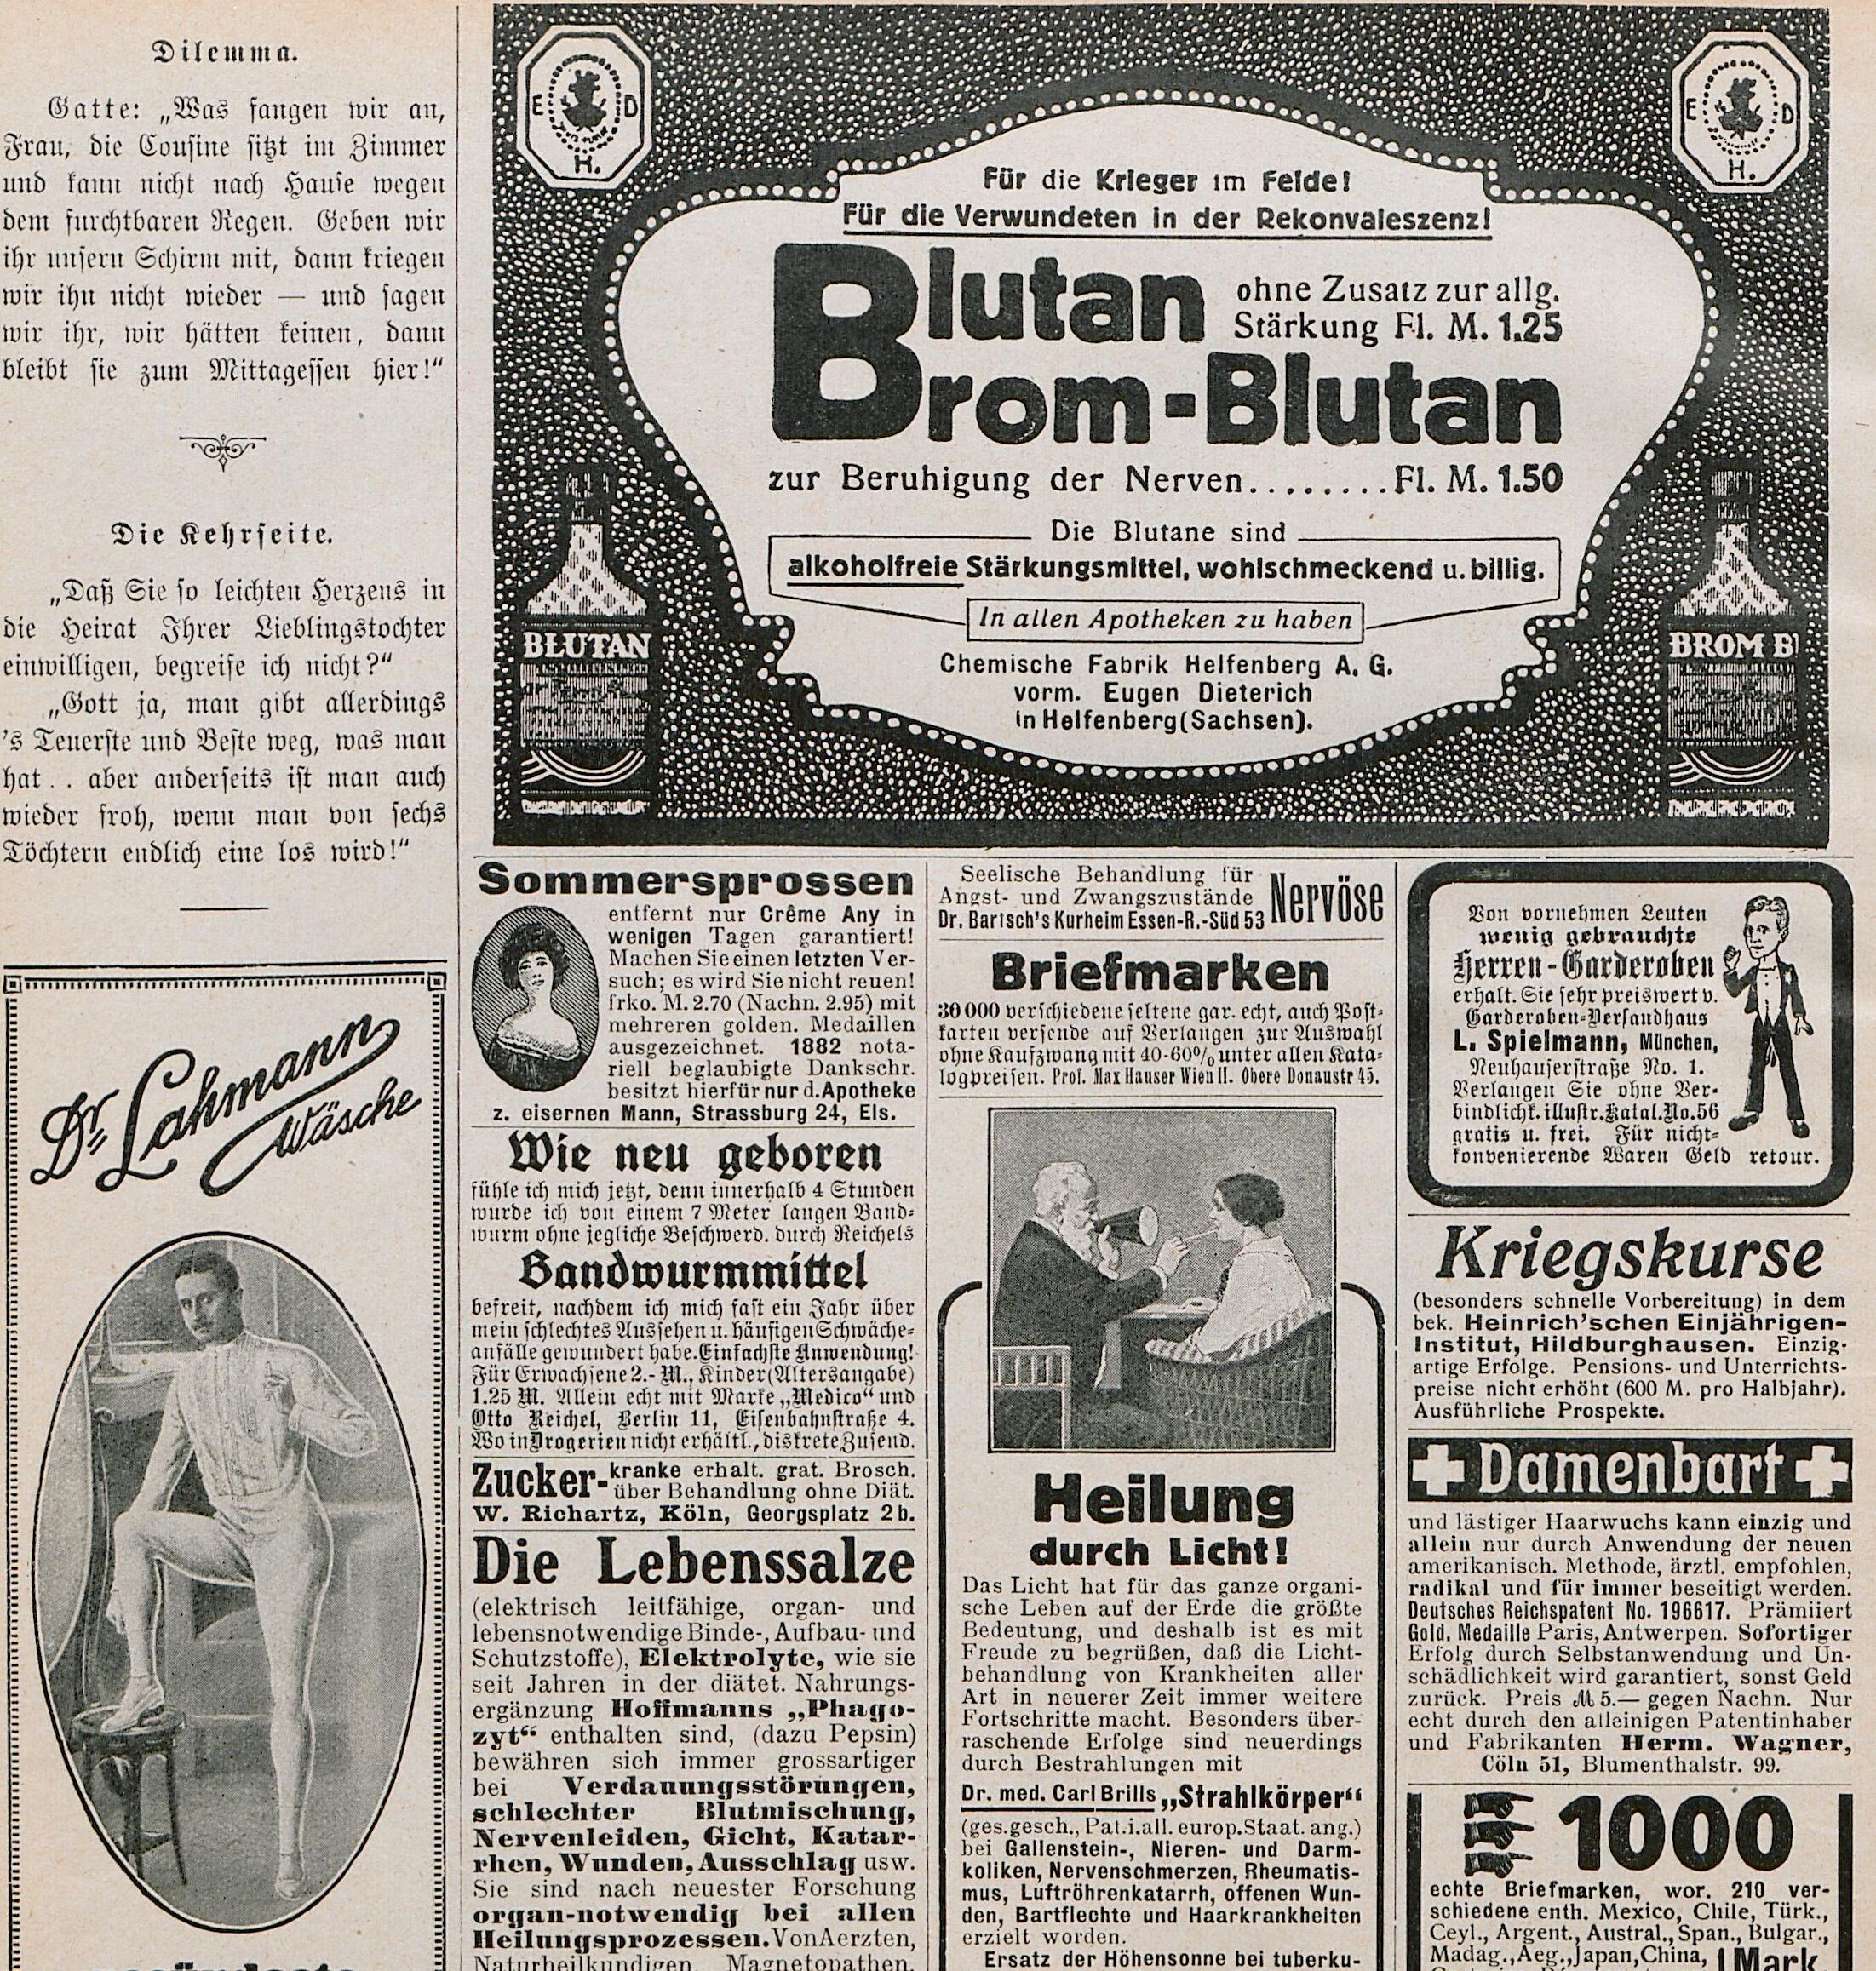 Dilemma.
Gatte: „Was fangen wir an,
Frau, die Cousine sitzt im Zimmer
und kann nicht nach Hause wegen
dem furchtbaren Regen. Geben wir
ihr unsern Schirm mit, dann kriegen
wir ihn nicht wieder — und sagen
wir ihr, wir hätten keinen, dann
bleibt sie zum Mittagessen hier!“
Die Kehrseite.
„Daß Sie so leichten Herzens in
die Heirat Ihrer Lieblingstochter
einwilligen, begreife ich nicht?“
„Gott ja, man gibt allerdings
's Teuerste und Beste weg, was man
hat . . aber anderseits ist man auch
wieder froh, wenn man von sechs
Töchtern endlich eine los wird!“
Dr. Lahmann
Wäsche
E D
H.
E D
H.
Für die Krieger im Felde!
Für die Verwundeten in der Rekonvaleszenz!
Blutan ohne Zusatz zur allg.
Stärkung Fl. M. 1.25
Brom-Blutan
zur Beruhigung der Nerven........Fl. M. 1.50
Die Blutane sind
alkoholfreie Stärkungsmittel, wohlschmeckend u. billig.
In allen Apotheken zu haben
Chemische Fabrik Helfenberg A. G.
vorm. Eugen Dieterich
in Helfenberg (Sachsen).
BLUTAN
BROM B
Sommersprossen
entfernt nur Crême Any in
wenigen Tagen garantiert!
Machen Sie einen letzten Ver-
such; es wird Sie nicht reuen!
frko. M. 2.70 (Nachn. 2.95) mit
mehreren golden. Medaillen
ausgezeichnet. 1882 nota-
riell beglaubigte Dankschr.
besitzt hierfür nur d. Apotheke
z. eisernen Mann, Strassburg 24, Els.
Wie neu geboren
fühle ich mich jetzt, denn innerhalb 4 Stunden
wurde ich von einem 7 Meter langen Band-
wurm ohne jegliche Beschwerd. durch Reichels
Bandwurmmittel
befreit, nachdem ich mich fast ein Jahr über
mein schlechtes Aussehen u. häufigen Schwäche-
anfälle gewundert habe. Einfachste Anwendung!
Für Erwachsene 2.- M., Kinder (Altersangabe)
1.25 M. Allein echt mit Marke „Medico“ und
Otto Reichel, Berlin 11, Eisenbahnstraße 4.
Wo in Drogerien nicht erhältl., diskrete Zusend.
Zucker-kranke erhalt. grat. Brosch.
über Behandlung ohne Diät.
W. Richartz, Köln, Georgsplatz 2b.
Die Lebenssalze
(elektrisch leitfähige, organ- und
lebensnotwendige Binde-, Aufbau- und
Schutzstoffe), Elektrolyte, wie sie
seit Jahren in der diätet. Nahrungs-
ergänzung Hoffmanns „Phago-
zyt“ enthalten sind, (dazu Pepsin)
bewähren sich immer grossartiger
bei Verdauungsstörungen,
schlechter Blutmischung,
Nervenleiden, Gicht, Katar-
rhen, Wunden, Ausschlag usw.
Sie sind nach neuester Forschung
organ-notwendig bei allen
Heilungsprozessen. Von Aerzten,
Naturheilkundigen, Magnetopathen,
Seelische Behandlung für
Angst- und Zwangszustände
Dr. Bartsch's Kurheim Essen-R.-Süd 53
Nervöse
Briefmarken
30000 verschiedene seltene gar. echt, auch Post-
karten versende auf Verlangen zur Auswahl
ohne Kaufzwang mit 40-60% unter allen Kata-
logpreisen. Prof. Max Hauser Wien II. Obere Donaustr 45.
Heilung
durch Licht!
Das Licht hat für das ganze organi-
sche Leben auf der Erde die größte
Bedeutung, und deshalb ist es mit
Freude zu begrüßen, daß die Licht-
behandlung von Krankheiten aller
Art in neuerer Zeit immer weitere
Fortschritte macht. Besonders über-
raschende Erfolge sind neuerdings
durch Bestrahlungen mit
Dr. med. Carl Brills „Strahlkörper“
(ges. gesch., Pat. i. all. europ. Staat. ang.)
bei Gallenstein-, Nieren- und Darm-
koliken, Nervenschmerzen, Rheumatis-
mus, Luftröhrenkatarrh, offenen Wun-
den, Bartflechte und Haarkrankheiten
erzielt worden.
Ersatz der Höhensonne bei tuberku-
Von vornehmen Leuten
wenig gebrauchte
Herren-Garderoben
erhalt. Sie sehr preiswert v.
Garderoben-Versandhaus
L. Spielmann, München,
Neuhauserstraße No. 1.
Verlangen Sie ohne Ver-
bindlichk. illustr. Katal. No. 56
gratis u. frei. Für nicht-
konvenierende Waren Geld retour.
Kriegskurse
(besonders schnelle Vorbereitung) in dem
bek. Heinrich'schen Einjährigen-
Institut, Hildburghausen. Einzig-
artige Erfolge. Pensions- und Unterrichts-
preise nicht erhöht (600 M. pro Halbjahr).
Ausführliche Prospekte.
Damenbart
und lästiger Haarwuchs kann einzig und
allein nur durch Anwendung der neuen
amerikanisch. Methode, ärztl. empfohlen,
radikal und für immer beseitigt werden.
Deutsches Reichspatent No. 196617. Prämiiert
Gold. Medaille Paris, Antwerpen. Sofortiger
Erfolg durch Selbstanwendung und Un-
schädlichkeit wird garantiert, sonst Geld
zurück. Preis ℳ 5.— gegen Nachn. Nur
echt durch den alleinigen Patentinhaber
und Fabrikanten Herm. Wagner,
Cöln 51, Blumenthalstr. 99.
1000
echte Briefmarken, wor. 210 ver-
schiedene enth. Mexico, Chile, Türk.,
Ceyl., Argent., Austral., Span., Bulgar.,
Madag., Aeg., Japan, China, 1 Mark.